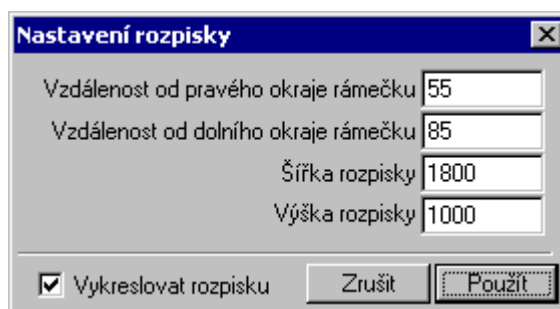 Nastavení rozpisky
Vzdálenost od pravého okraje rámečku 55
Vzdálenost od dolního okraje rámečku 85
Šířka rozpisky 1800
Výška rozpisky 1000
Vykreslovat rozpisku Zrušit Použít